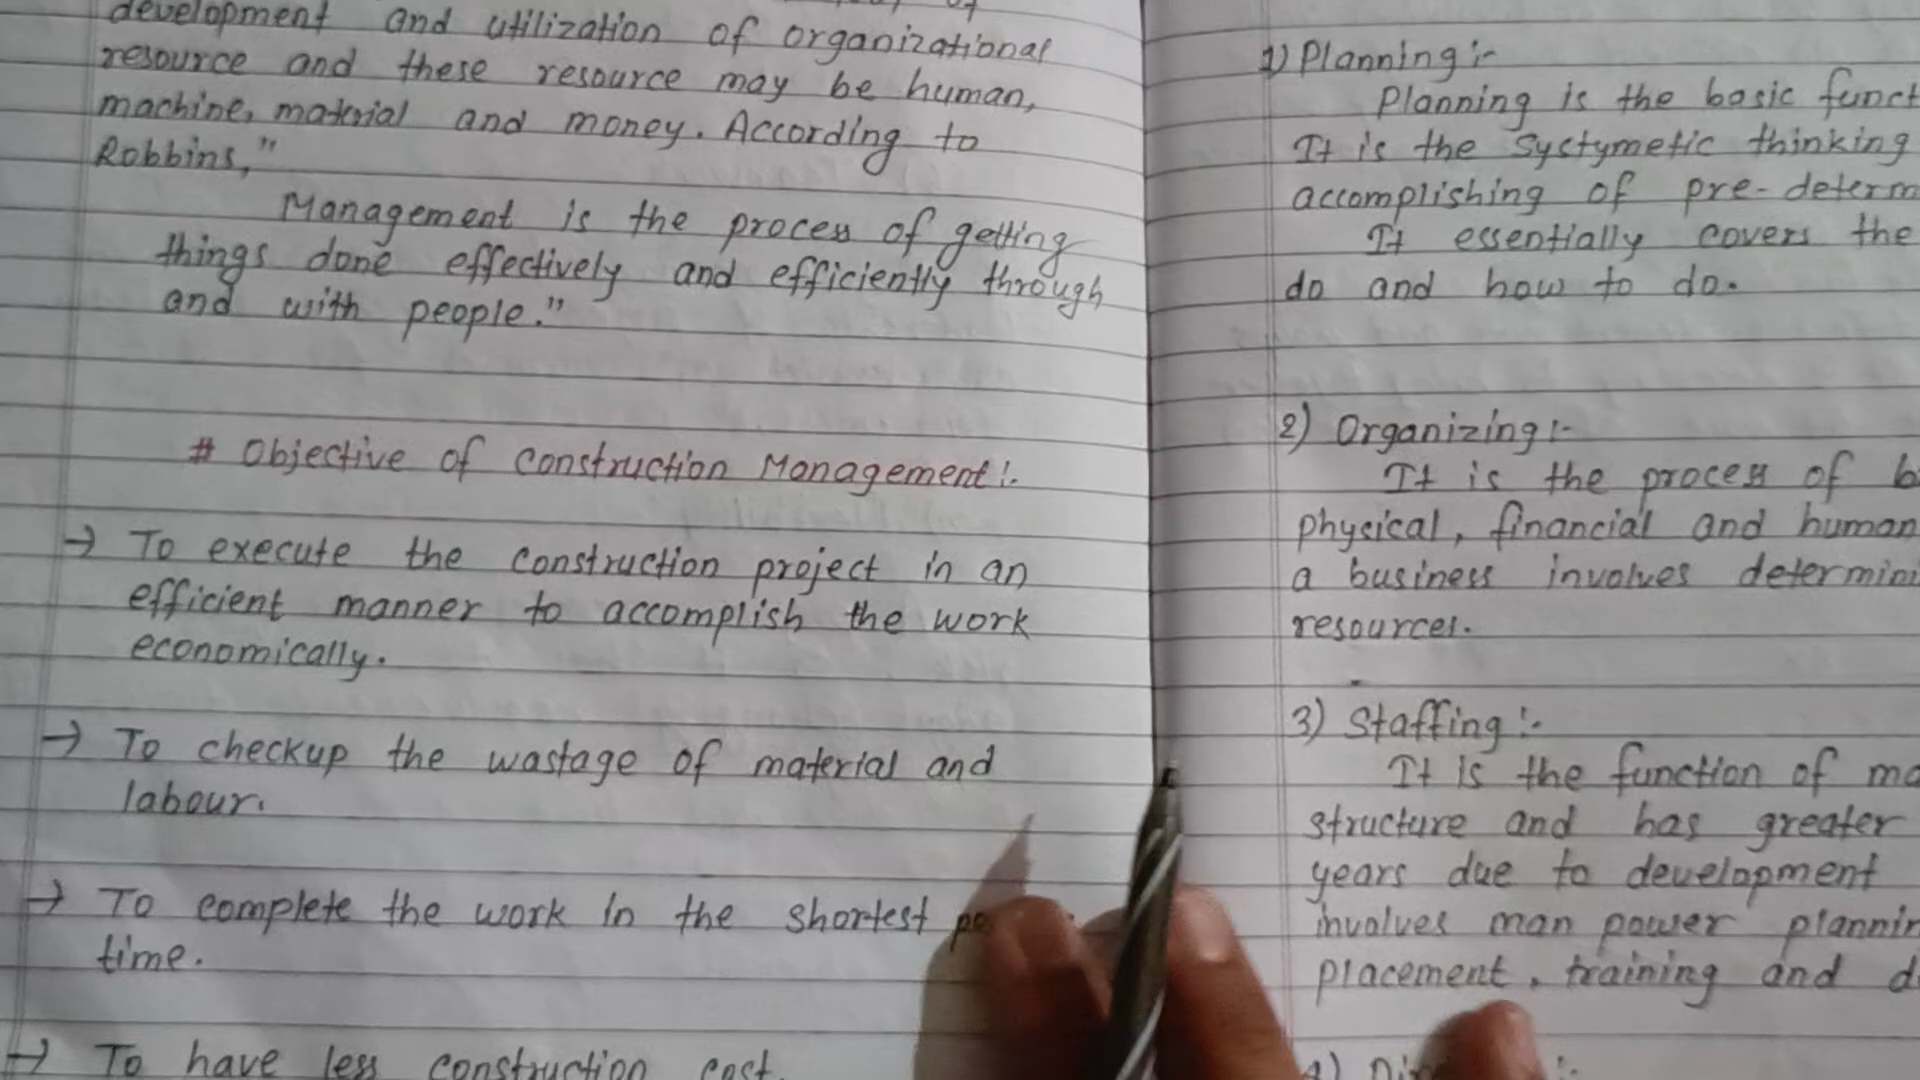 development and utilization of organizational
resource and these resource may be human,
machine, material and money. According to
Robbins,"
Management is the process of getting
things done effectively and efficiently through
and with people."
# Objective of construction Management:-
→ To execute the construction project in an
efficient manner to accomplish the work
economically.
→ To checkup the wastage of material and
labour.
→ To complete the work in the shortest
time.
→ To have less construction cost.
1) Planning:-
Planning is the basic funct
It is the Systymetic thinking
accomplishing of pre-determ
It essentially covers the
do and how to do.
2) Organizing:-
It is the process of b
physical, financial and human
a business involves determini
resources.
3) Staffing:-
It is the function of ma
structure and has greater
years due to development
involves man power plannin
placement, training and d
4)